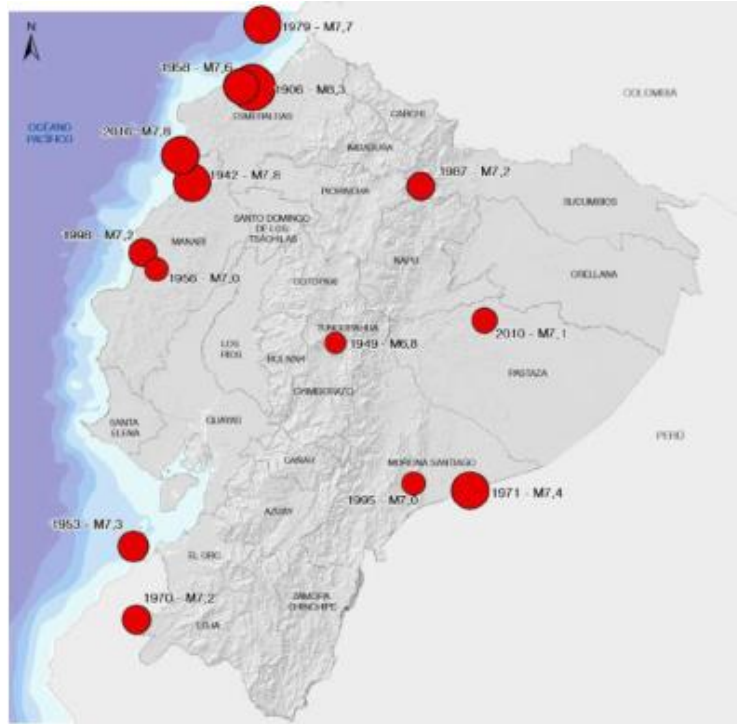 N
1979 - M7,7
1958 - M7,6
1906 - M8,3
ESMERALDAS
CARCHI
COLOMBIA
OCÉANO
PACÍFICO
2016 - M7,8
IMBABURA
1942 - M7,8
1987 - M7,2
PICHINCHA
SUCUMBIOS
SANTO DOMINGO
DE LOS
TSÁCHILAS
1998 - M7,2
MANABI
NAPO
1956 - M7,0
COTOPAXI
ORELLANA
TUNGURAHUA
2010 - M7,1
LOS
RÍOS
1949 - M6,8
BOLIVAR
PASTAZA
CHIMBORAZO
SANTA
ELENA
GUAYAS
PERÚ
CAÑAR
MORONA SANTIAGO
1995 - M7,0
1971 - M7,4
AZUAY
1953 - M7,3
EL ORO
1970 - M7,2
ZAMORA
CHINCHIPE
LOJA